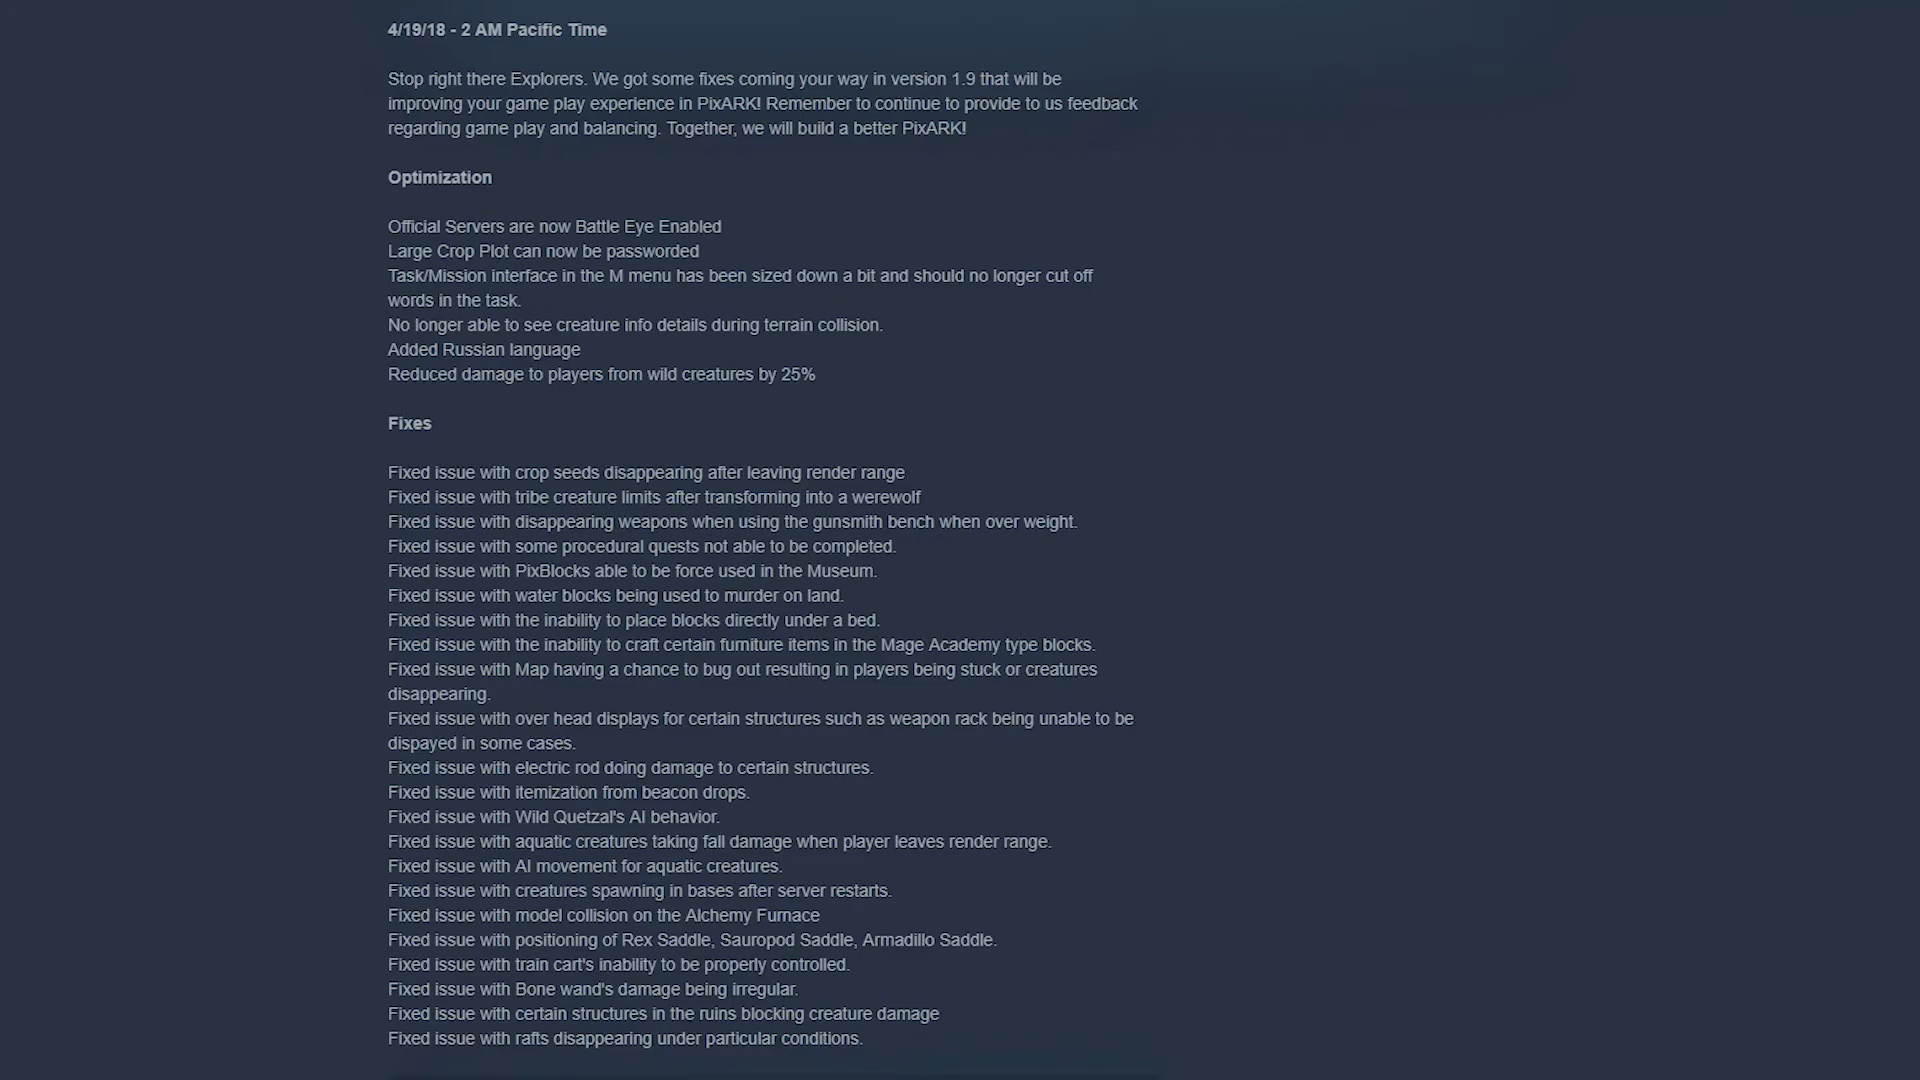 4/19/18 - 2 AM Pacific Time
Stop right there Explorers. We got some fixes coming your way in version 1.9 that will be
improving your game play experience in PixARK! Remember to continue to provide to us feedback
regarding game play and balancing. Together, we will build a better PixARK!
Optimization
Official Servers are now Battle Eye Enabled
Large Crop Plot can now be passworded
Task/Mission interface in the M menu has been sized down a bit and should no longer cut off
words in the task.
No longer able to see creature info details during terrain collision.
Added Russian language
Reduced damage to players from wild creatures by 25%
Fixes
Fixed issue with crop seeds disappearing after leaving render range
Fixed issue with tribe creature limits after transforming into a werewolf
Fixed issue with disappearing weapons when using the gunsmith bench when over weight.
Fixed issue with some procedural quests not able to be completed.
Fixed issue with PixBlocks able to be force used in the Museum.
Fixed issue with water blocks being used to murder on land.
Fixed issue with the inability to place blocks directly under a bed.
Fixed issue with the inability to craft certain furniture items in the Mage Academy type blocks.
Fixed issue with Map having a chance to bug out resulting in players being stuck or creatures
disappearing.
Fixed issue with over head displays for certain structures such as weapon rack being unable to be
dispayed in some cases.
Fixed issue with electric rod doing damage to certain structures.
Fixed issue with itemization from beacon drops.
Fixed issue with Wild Quetzal's AI behavior.
Fixed issue with aquatic creatures taking fall damage when player leaves render range.
Fixed issue with AI movement for aquatic creatures.
Fixed issue with creatures spawning in bases after server restarts.
Fixed issue with model collision on the Alchemy Furnace
Fixed issue with positioning of Rex Saddle, Sauropod Saddle, Armadillo Saddle.
Fixed issue with train cart's inability to be properly controlled.
Fixed issue with Bone wand's damage being irregular.
Fixed issue with certain structures in the ruins blocking creature damage
Fixed issue with rafts disappearing under particular conditions.